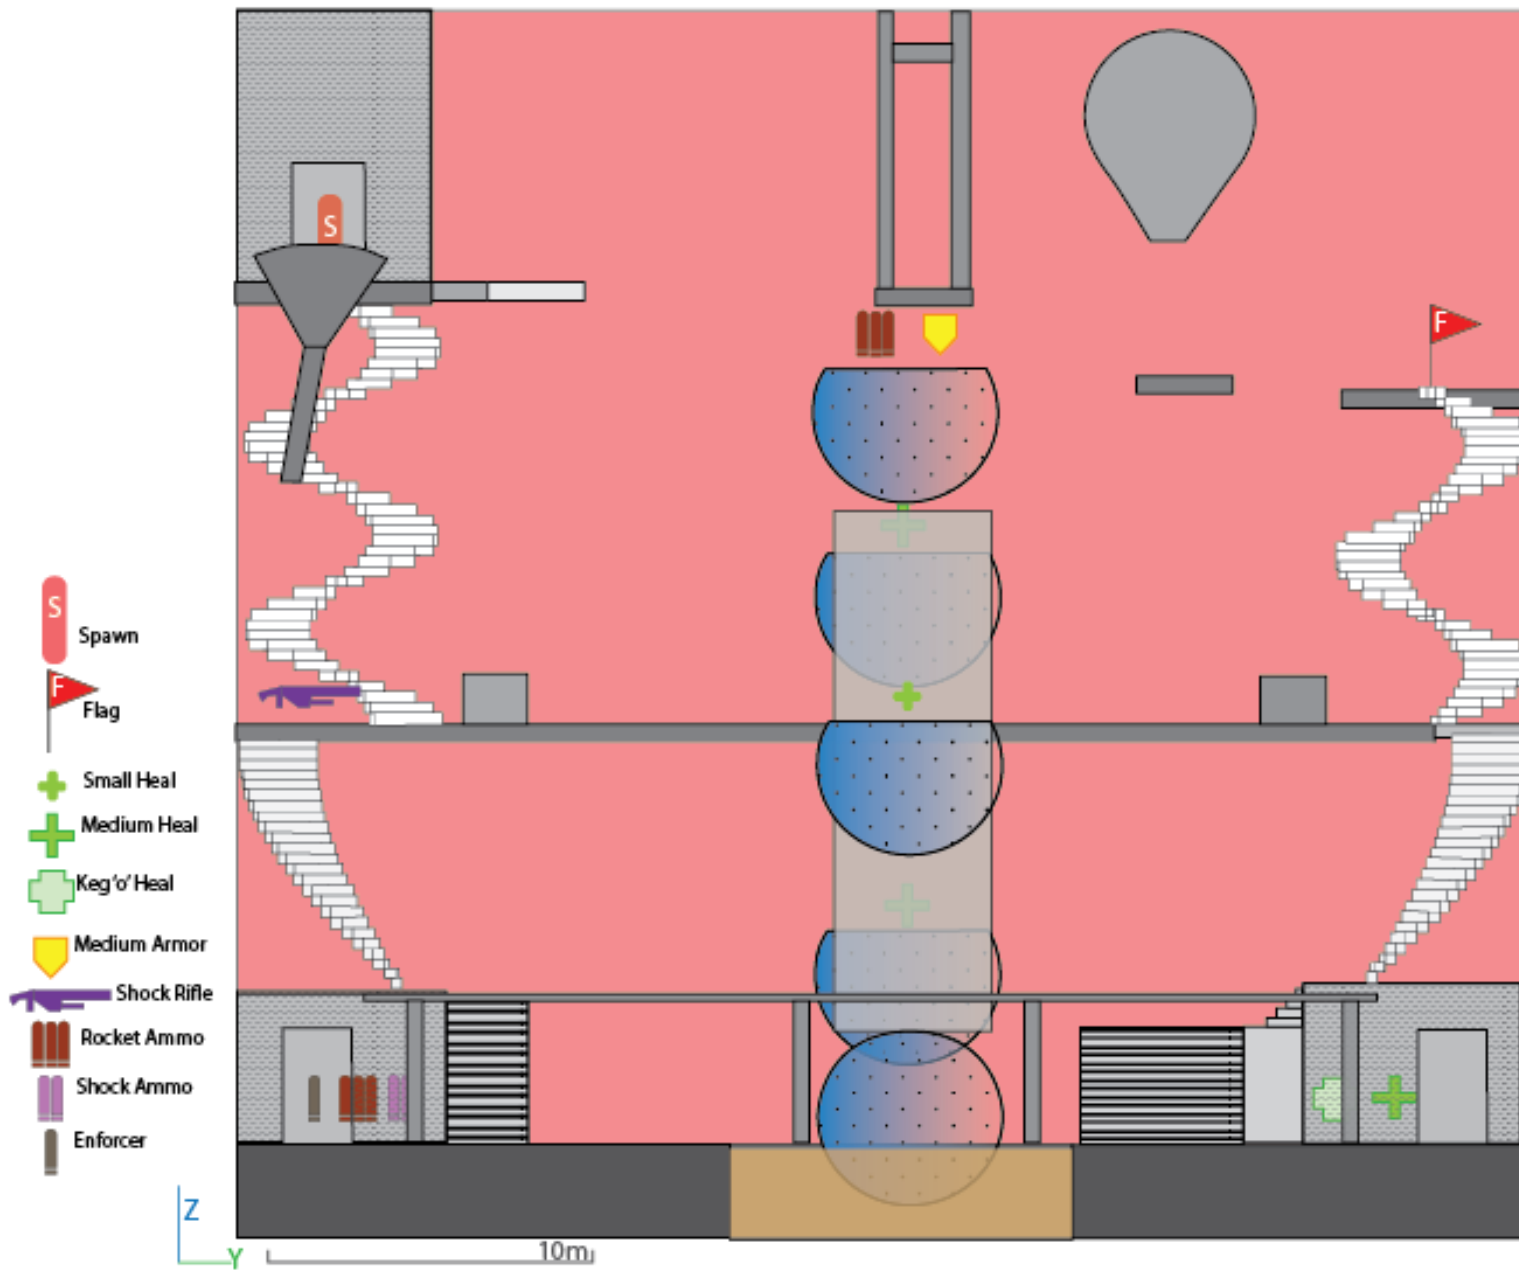 S
F
S
Spawn
F
Flag
Small Heal
Medium Heal
Keg'o'Heal
Medium Armor
Shock Rifle
Rocket Ammo
Shock Ammo
Enforcer
Z
Y
10m